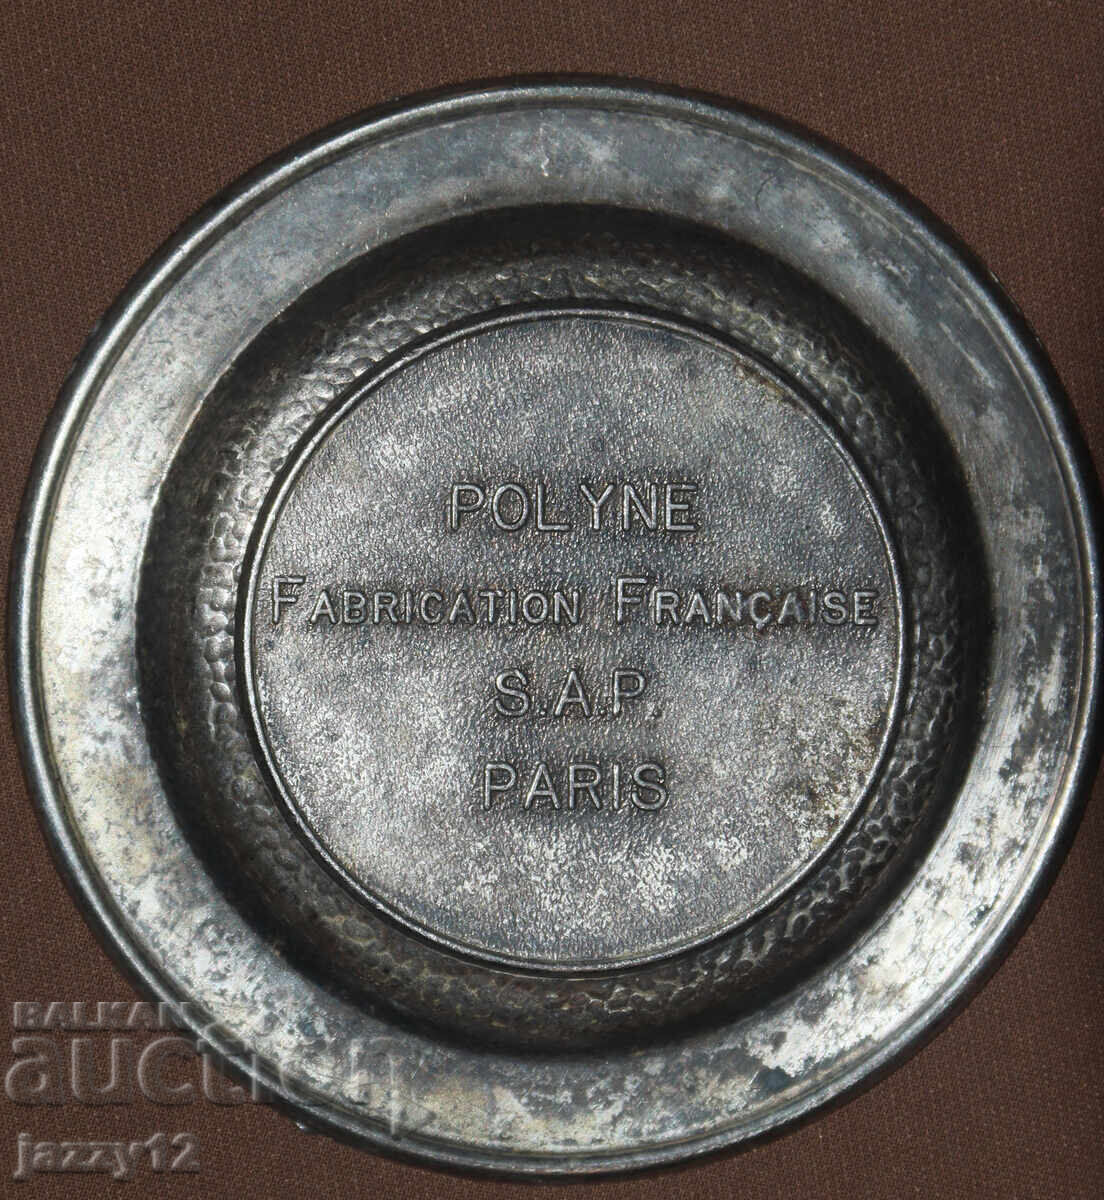 POLYNE
FABRICATION FRANÇAISE
S.A.P.
PARIS
BALKAN
auction
jazzy12